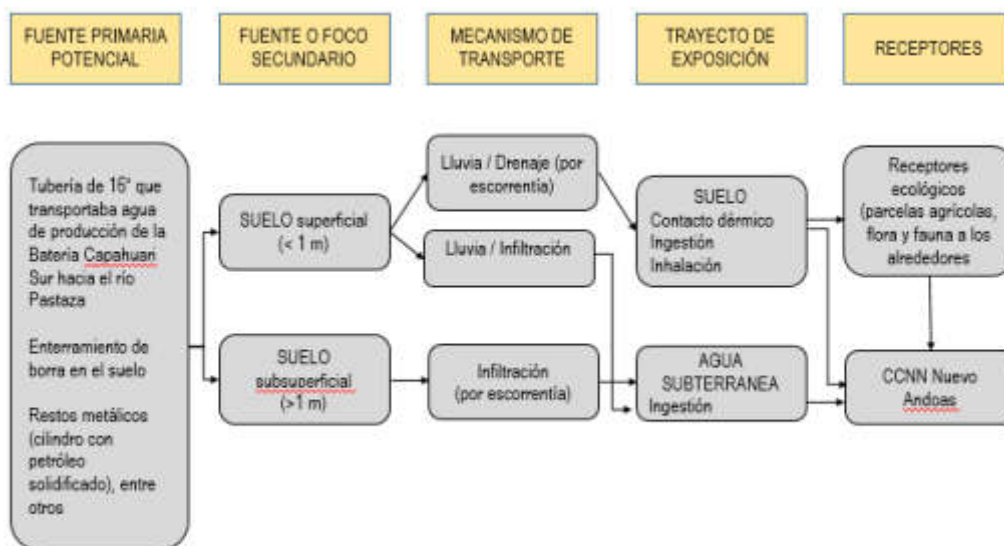 FUENTE PRIMARIA
POTENCIAL
FUENTE O FOCO
SECUNDARIO
MECANISMO DE
TRANSPORTE
TRAYECTO DE
EXPOSICIÓN
RECEPTORES
Tubería de 16" que
transportaba agua
de producción de la
Batería Capahuari
Sur hacia el río
Pastaza
Enterramiento de
borra en el suelo
Restos metálicos
(cilindro con
petróleo
solidificado), entre
otros
SUELO superficial
(< 1 m)
SUELO
subsuperficial
(>1 m)
Lluvia / Drenaje (por
escorrentía)
Lluvia / Infiltración
Infiltración
(por escorrentía)
SUELO
Contacto dérmico
Ingestión
Inhalación
AGUA
SUBTERRANEA
Ingestión
Receptores
ecológicos
(parcelas agrícolas,
flora y fauna a los
alrededores
CCNN Nuevo
Andoas